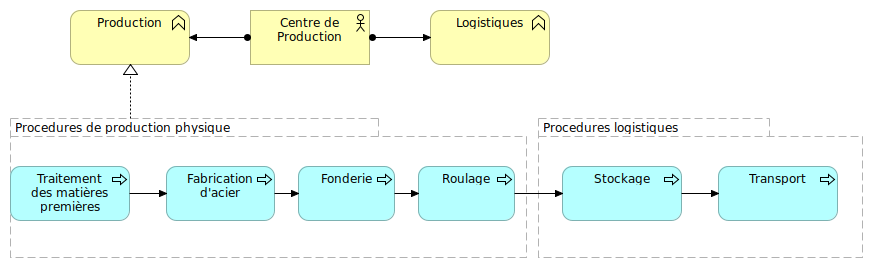 Production
Centre de
Production
Logistiques
Procedures de production physique
Procedures logistiques
Traitement
des matières
premières
Fabrication
d'acier
Fonderie
Roulage
Stockage
Transport